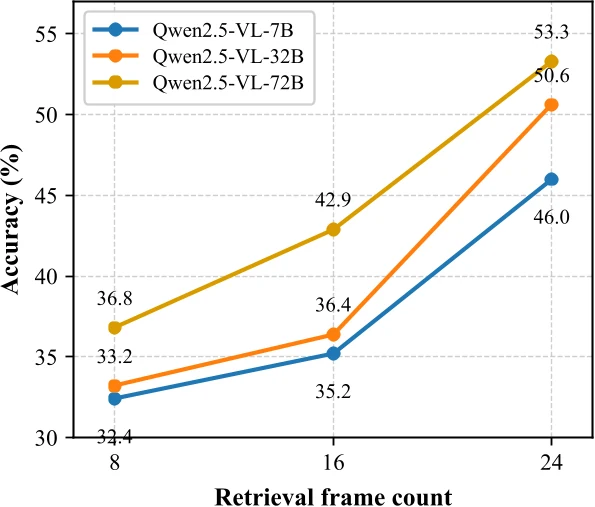 Qwen2.5-VL-7B
Qwen2.5-VL-32B
Qwen2.5-VL-72B
53.3
50.6
46.0
42.9
36.4
35.2
36.8
33.2
32.4
55
50
45
40
35
30
Accuracy (%)
8 16 24
Retrieval frame count